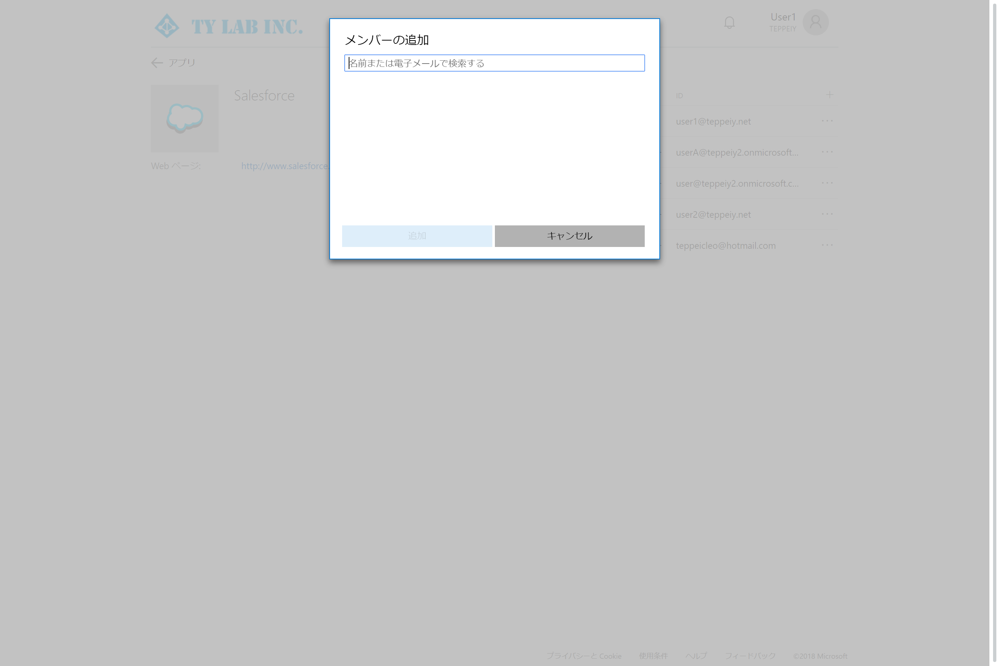 TY LAB INC.
User1
TEPPEIY
アプリ
メンバーの追加
名前または電子メールで検索する
追加
キャンセル
Salesforce
Web ページ:
http://www.salesforce.
ID
user1@teppeiy.net
userA@teppeiy2.onmicrosoft...
user@teppeiy2.onmicrosoft.c...
user2@teppeiy.net
teppeicleo@hotmail.com
プライバシーと Cookie 使用条件 ヘルプ フィードバック ©2018 Microsoft